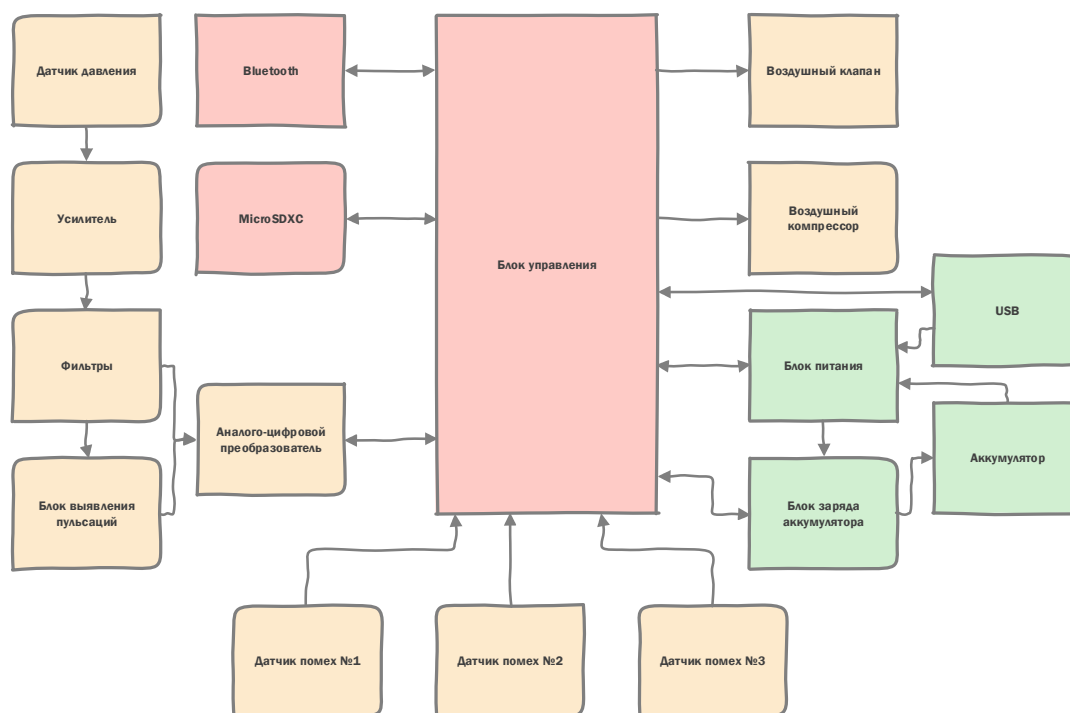 Датчик давления
Bluetooth
Воздушный клапан
Усилитель
MicroSDXC
Воздушный
компрессор
Блок управления
USB
Фильтры
Блок питания
Аналого-цифровой
преобразователь
Аккумулятор
Блок выявления
пульсаций
Блок заряда
аккумулятора
Датчик помех №1
Датчик помех №2
Датчик помех №3